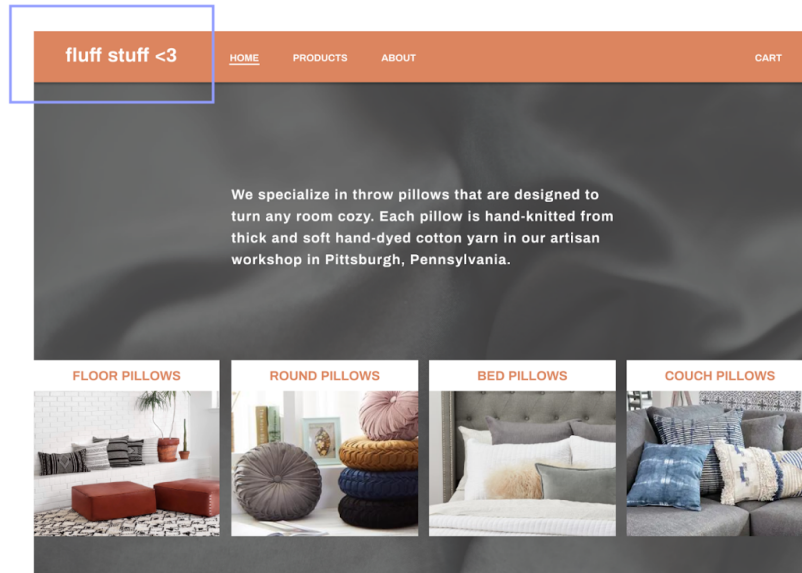 fluff stuff <3
HOME PRODUCTS ABOUT CART
We specialize in throw pillows that are designed to
turn any room cozy. Each pillow is hand-knitted from
thick and soft hand-dyed cotton yarn in our artisan
workshop in Pittsburgh, Pennsylvania.
FLOOR PILLOWS ROUND PILLOWS BED PILLOWS COUCH PILLOWS